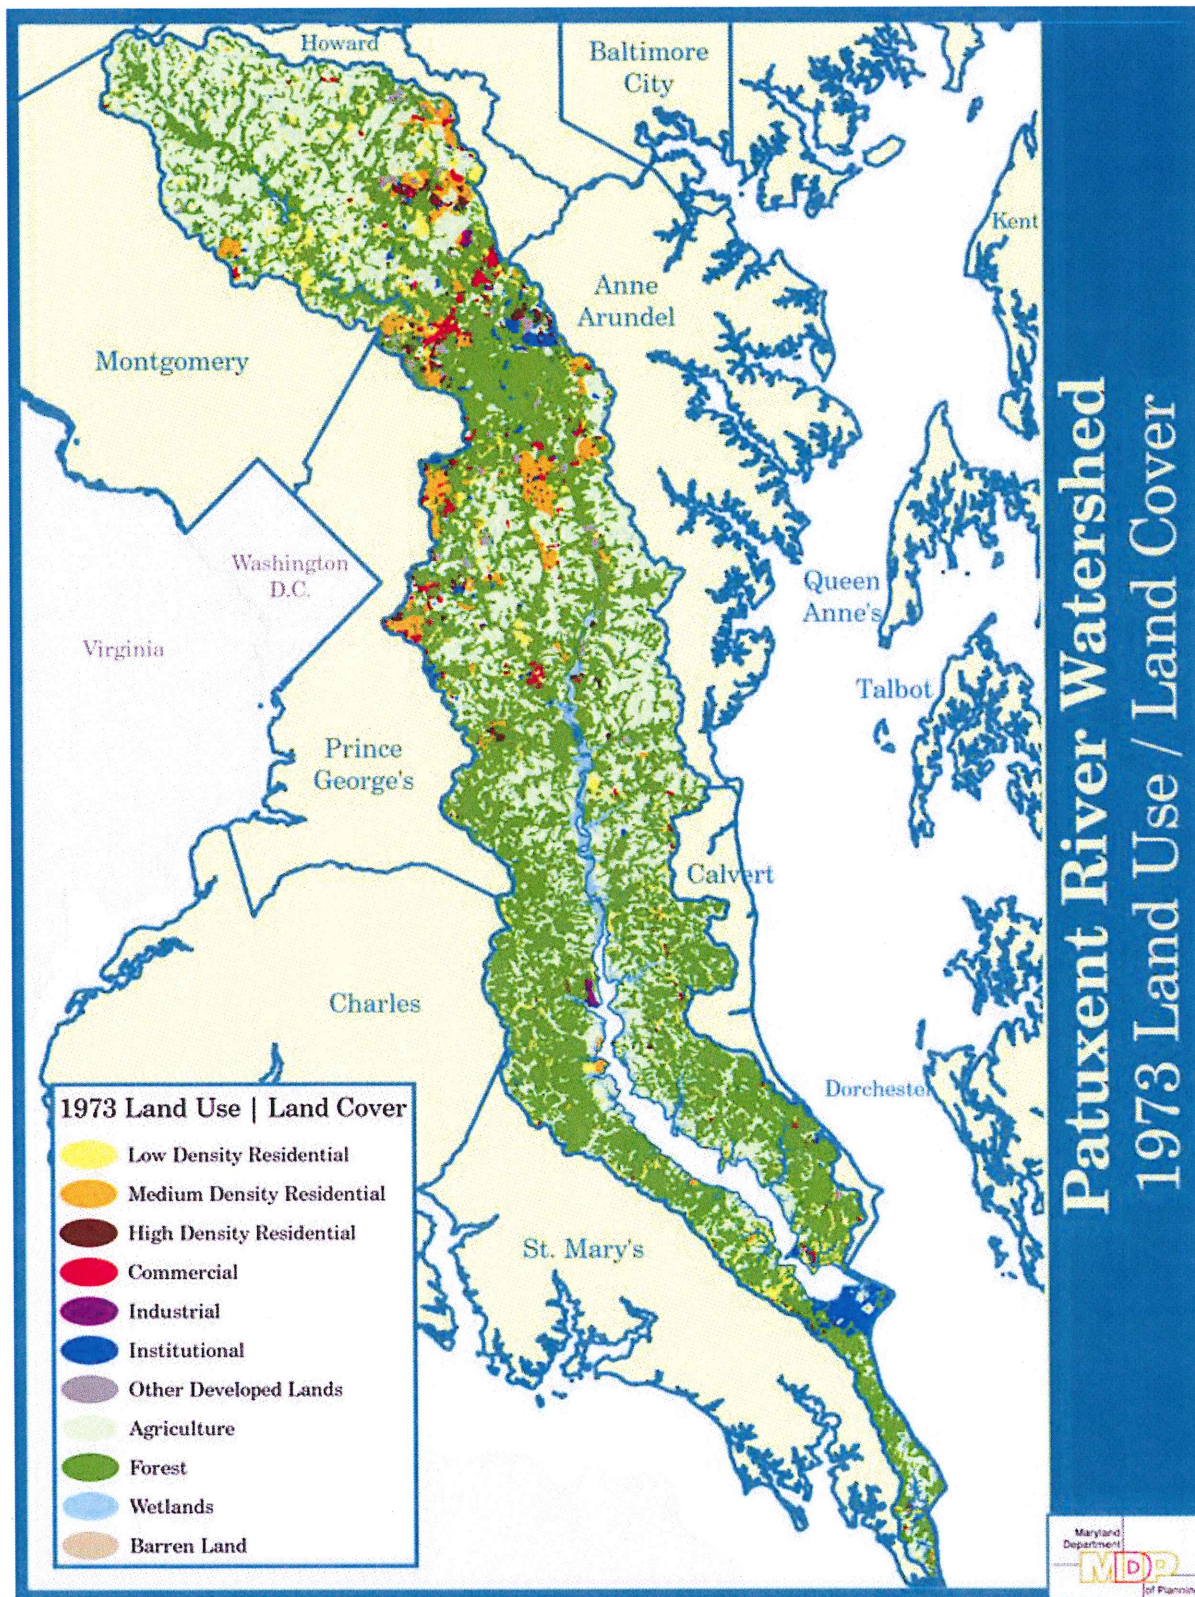 Howard
Baltimore
City
Kent
Anne
Arundel
Montgomery
Washington
D.C.
Virginia
Queen
Anne's
Talbot
Prince
George's
Calvert
Charles
Dorchester
St. Mary's
1973 Land Use | Land Cover
Low Density Residential
Medium Density Residential
High Density Residential
Commercial
Industrial
Institutional
Other Developed Lands
Agriculture
Forest
Wetlands
Barren Land
Patuxent River Watershed
1973 Land Use / Land Cover
Maryland
Department
MDP
of Planning